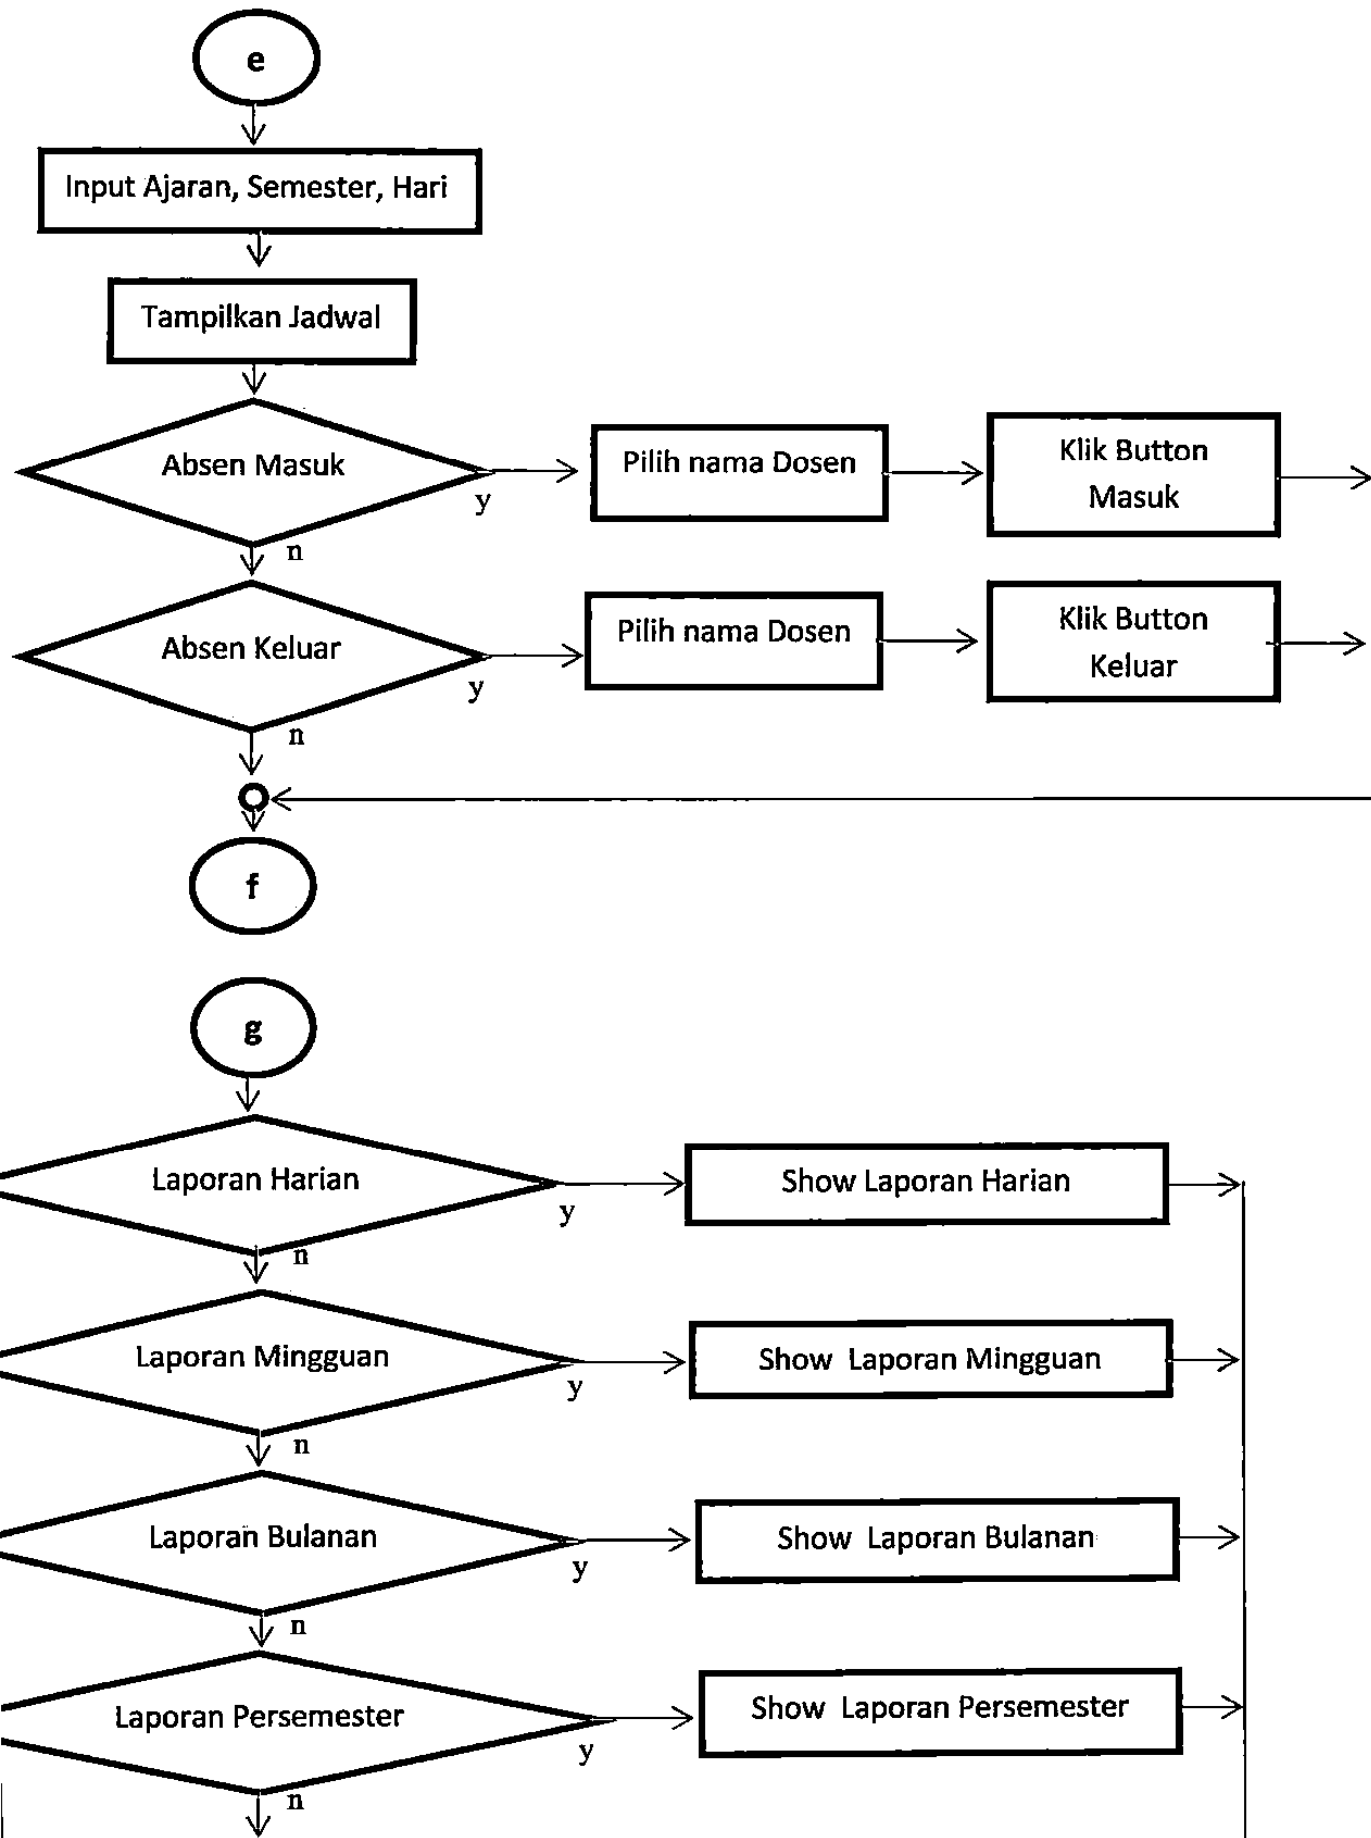 e
Input Ajaran, Semester, Hari
Tampilkan Jadwal
Absen Masuk
y
n
Pilih nama Dosen
Klik Button
Masuk
Absen Keluar
y
n
Pilih nama Dosen
Klik Button
Keluar
f
g
Laporan Harian
y
n
Show Laporan Harian
Laporan Mingguan
y
n
Show Laporan Mingguan
Laporan Bulanan
y
n
Show Laporan Bulanan
Laporan Persemester
y
n
Show Laporan Persemester